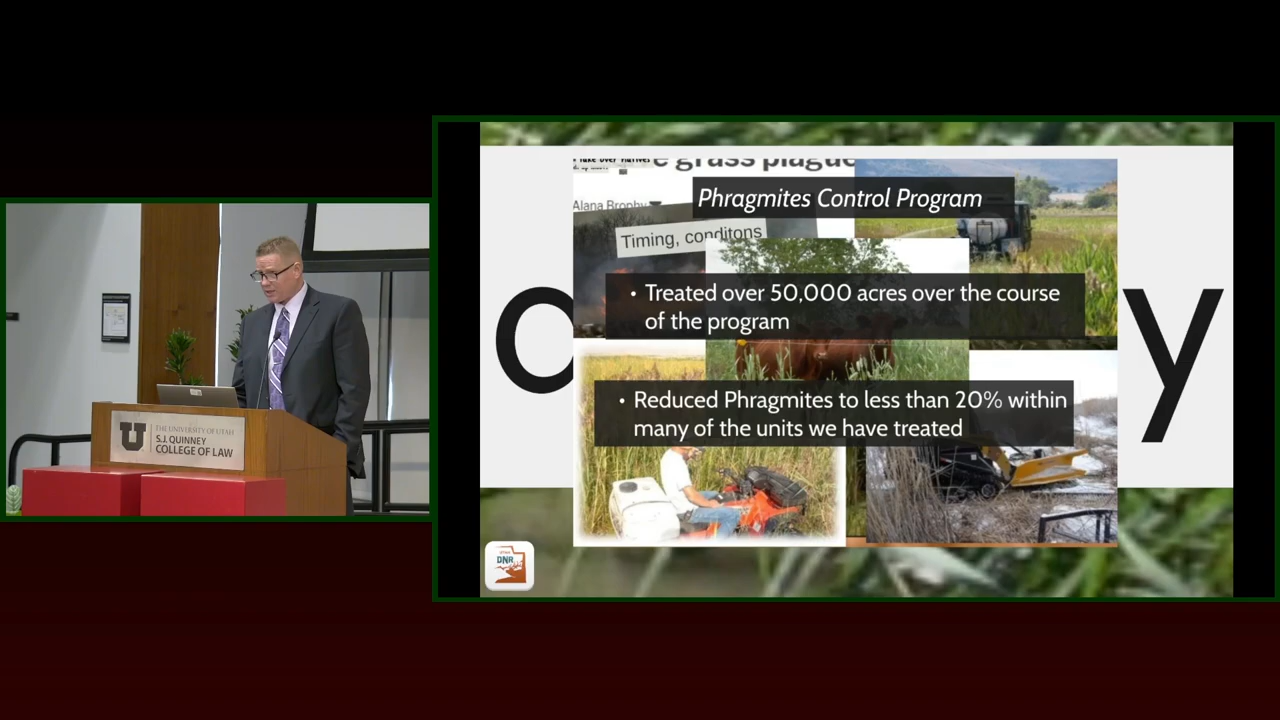 THE UNIVERSITY OF UTAH
S.J. QUINNEY
COLLEGE OF LAW
U
e grass plague
Alana Brophy
Phragmites Control Program
Timing, conditons
• Treated over 50,000 acres over the course
of the program
• Reduced Phragmites to less than 20% within
many of the units we have treated
o
y
UTAH
DNR